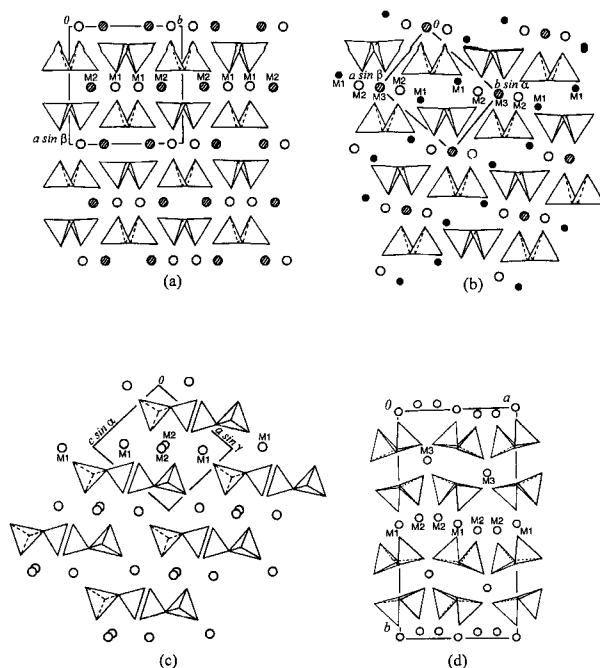 0 b
M2 M1 M1 M2 M2 M1 M1 M2
a sin β
(a)
0
a sin β b sin α
M1 M2 M3 M1 M2 M3 M2 M1
(b)
0
c sin α a sin γ
M1 M1 M2 M2 M1 M1
(c)
0 a
M3
M3
M1 M2 M2 M1 M2 M2 M1
b
(d)